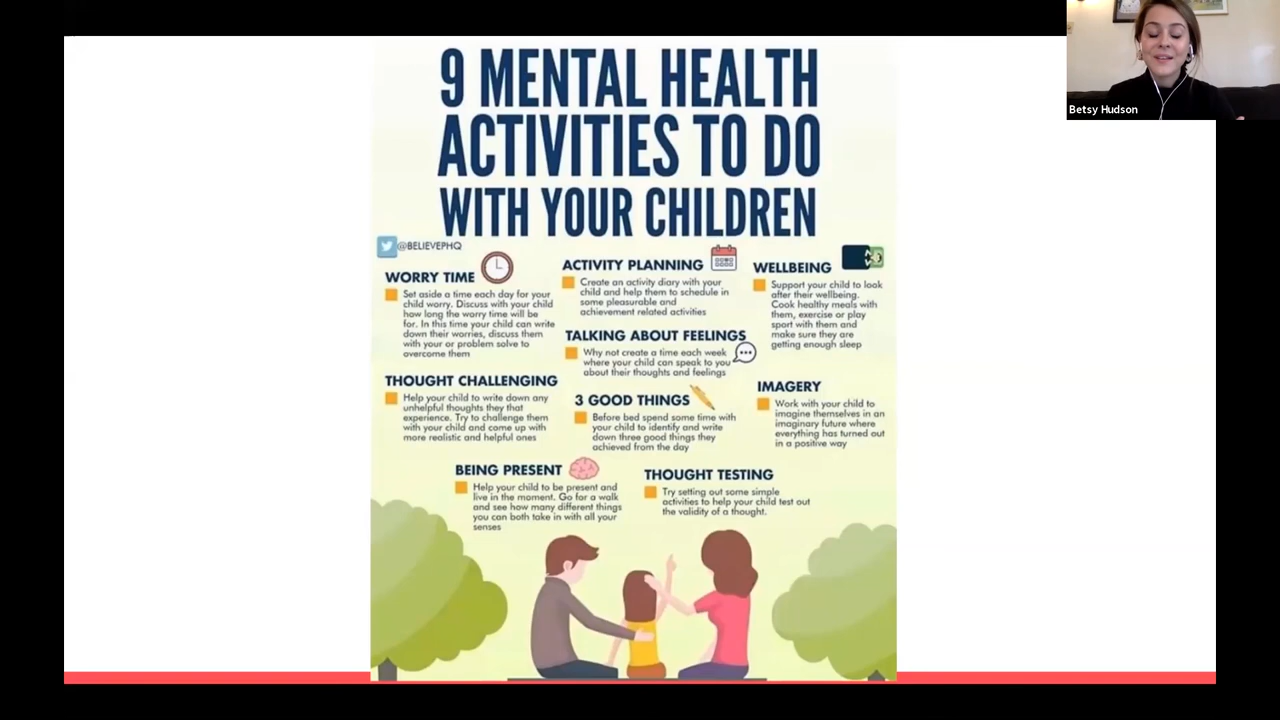 9 MENTAL HEALTH
ACTIVITIES TO DO
WITH YOUR CHILDREN
@BELIEVEPHQ
WORRY TIME
Set aside a time each day for your
child worry. Discuss with your child
how long the worry time will be
for. In this time your child can write
down their worries, discuss them
with your or problem solve to
overcome them
ACTIVITY PLANNING
Create an activity diary with your
child and help them to schedule in
some pleasurable and
achievement related activities
WELLBEING
Support your child to look
after their wellbeing.
Cook healthy meals with
them, exercise or play
sport with them and
make sure they are
getting enough sleep
TALKING ABOUT FEELINGS
Why not create a time each week
where your child can speak to you
about their thoughts and feelings
THOUGHT CHALLENGING
Help your child to write down any
unhelpful thoughts they that
experience. Try to challenge them
with your child and come up with
more realistic and helpful ones
3 GOOD THINGS
Before bed spend some time with
your child to identify and write
down three good things they
achieved from the day
IMAGERY
Work with your child to
imagine themselves in an
imaginary future where
everything has turned out
in a positive way
BEING PRESENT
Help your child to be present and
live in the moment. Go for a walk
and see how many different things
you can both take in with all your
senses
THOUGHT TESTING
Try setting out some simple
activities to help your child test out
the validity of a thought.
Betsy Hudson